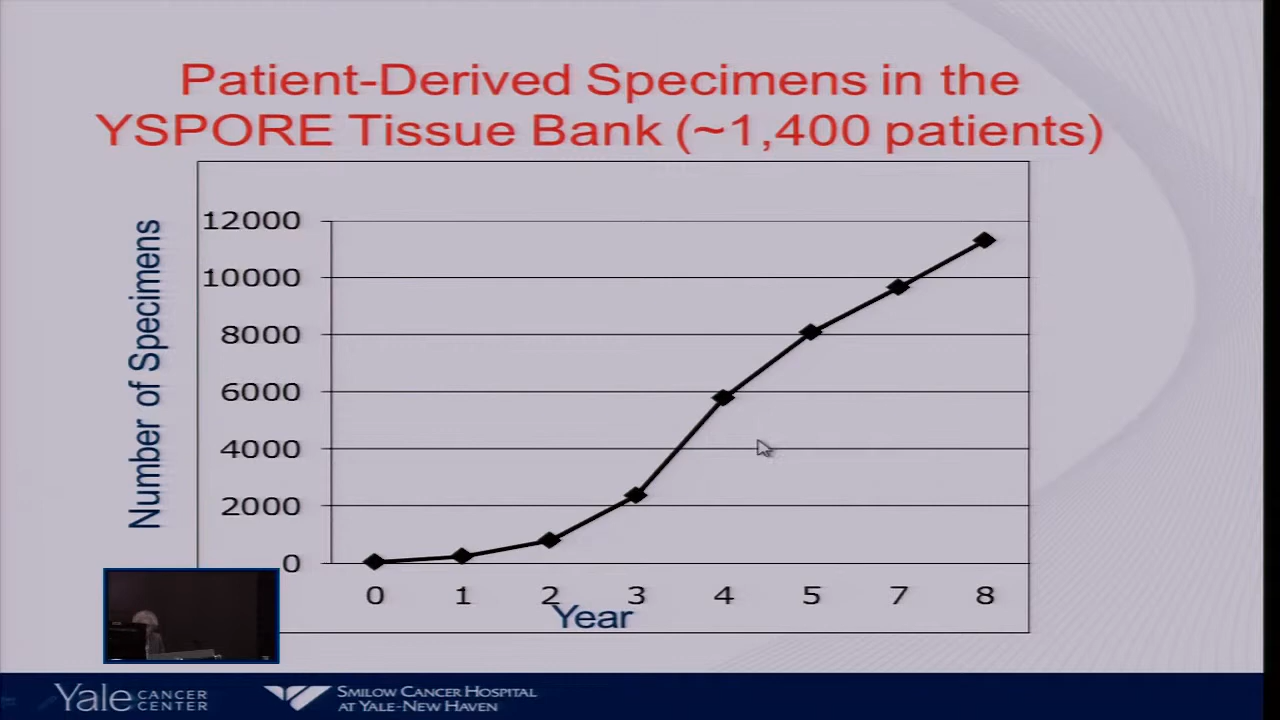 Patient-Derived Specimens in the
YSPORE Tissue Bank (~1,400 patients)
Number of Specimens
12000
10000
8000
6000
4000
2000
0
0 1 2 3 4 5 7 8
Year
Yale CANCER CENTER
SMILOW CANCER HOSPITAL
AT YALE-NEW HAVEN